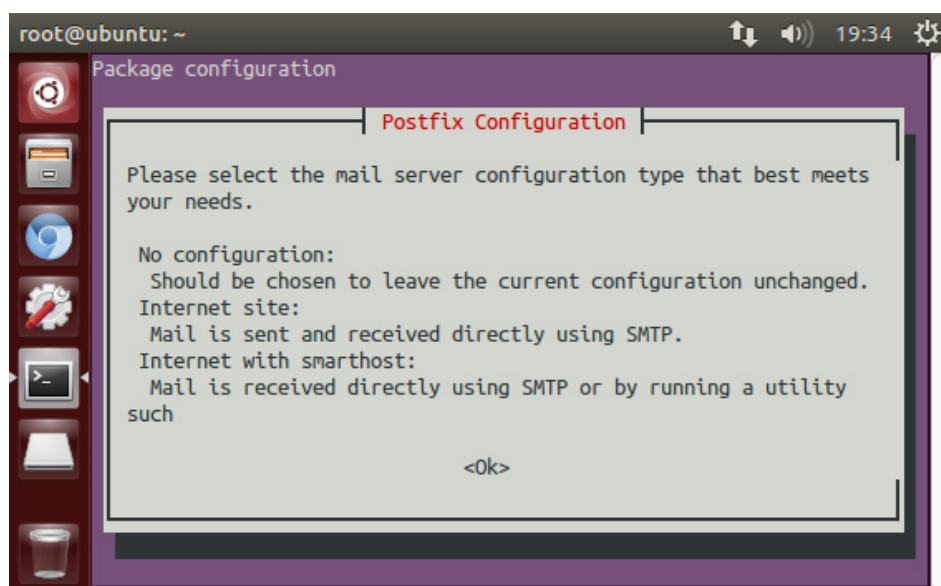 root@ubuntu: ~ 19:34
Package configuration
Postfix Configuration
Please select the mail server configuration type that best meets
your needs.
No configuration:
Should be chosen to leave the current configuration unchanged.
Internet site:
Mail is sent and received directly using SMTP.
Internet with smarthost:
Mail is received directly using SMTP or by running a utility
such
<Ok>